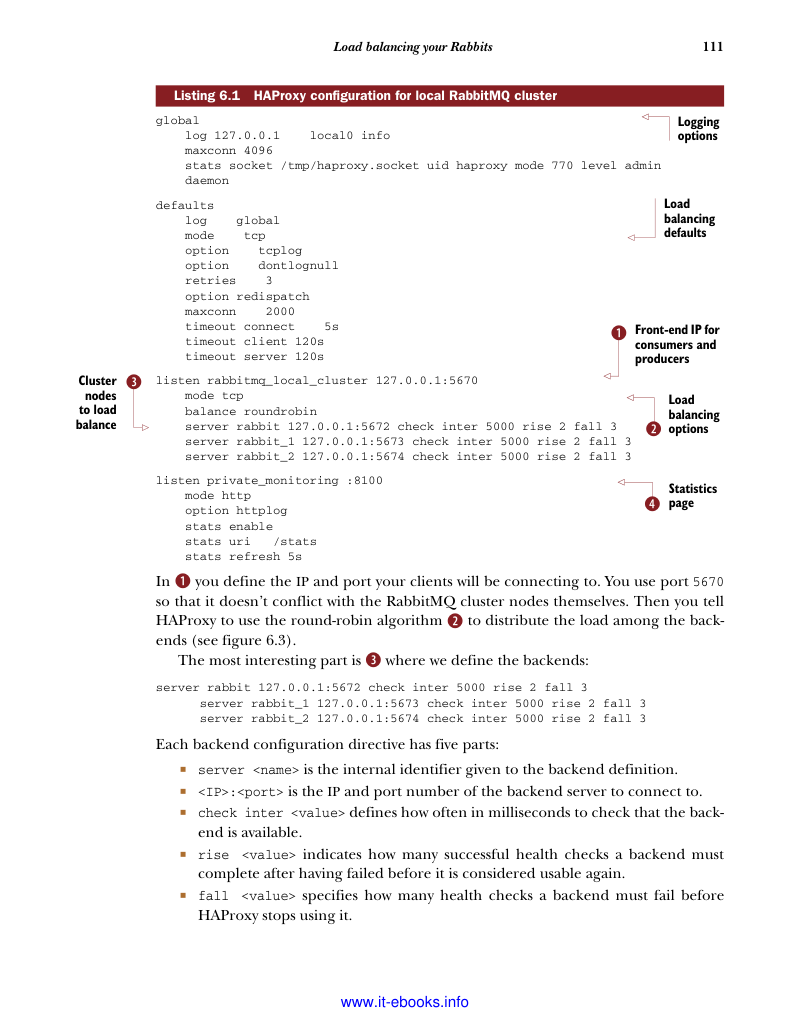 Load balancing your Rabbits 111
Listing 6.1 HAProxy configuration for local RabbitMQ cluster
global
log 127.0.0.1 local0 info
maxconn 4096
stats socket /tmp/haproxy.socket uid haproxy mode 770 level admin
daemon
Logging
options
defaults
log global
mode tcp
option tcplog
option dontlognull
retries 3
option redispatch
maxconn 2000
timeout connect 5s
timeout client 120s
timeout server 120s
Load
balancing
defaults
1 Front-end IP for
consumers and
producers
Cluster 3
nodes
to load
balance
listen rabbitmq_local_cluster 127.0.0.1:5670
mode tcp
balance roundrobin
server rabbit 127.0.0.1:5672 check inter 5000 rise 2 fall 3
server rabbit_1 127.0.0.1:5673 check inter 5000 rise 2 fall 3
server rabbit_2 127.0.0.1:5674 check inter 5000 rise 2 fall 3
Load
balancing
2 options
listen private_monitoring :8100
mode http
option httplog
stats enable
stats uri /stats
stats refresh 5s
Statistics
4 page
In 1 you define the IP and port your clients will be connecting to. You use port 5670
so that it doesn't conflict with the RabbitMQ cluster nodes themselves. Then you tell
HAProxy to use the round-robin algorithm 2 to distribute the load among the back-
ends (see figure 6.3).
The most interesting part is 3 where we define the backends:
server rabbit 127.0.0.1:5672 check inter 5000 rise 2 fall 3
server rabbit_1 127.0.0.1:5673 check inter 5000 rise 2 fall 3
server rabbit_2 127.0.0.1:5674 check inter 5000 rise 2 fall 3
Each backend configuration directive has five parts:
■ server <name> is the internal identifier given to the backend definition.
■ <IP>:<port> is the IP and port number of the backend server to connect to.
■ check inter <value> defines how often in milliseconds to check that the back-
end is available.
■ rise <value> indicates how many successful health checks a backend must
complete after having failed before it is considered usable again.
■ fall <value> specifies how many health checks a backend must fail before
HAProxy stops using it.
www.it-ebooks.info